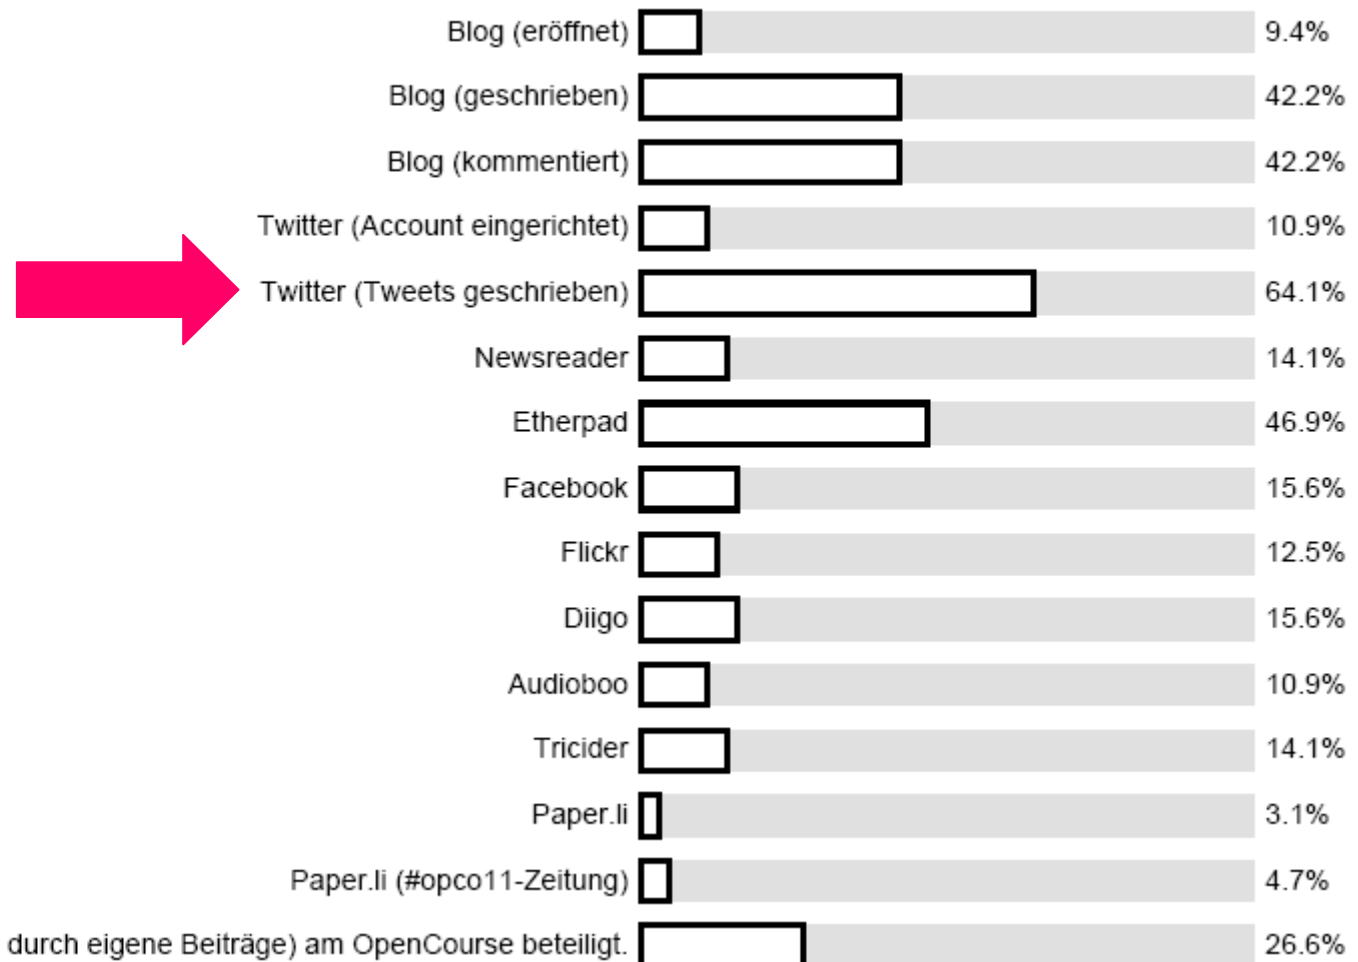 Blog (eröffnet) 9.4%
Blog (geschrieben) 42.2%
Blog (kommentiert) 42.2%
Twitter (Account eingerichtet) 10.9%
Twitter (Tweets geschrieben) 64.1%
Newsreader 14.1%
Etherpad 46.9%
Facebook 15.6%
Flickr 12.5%
Diigo 15.6%
Audioboo 10.9%
Tricider 14.1%
Paper.li 3.1%
Paper.li (#opco11-Zeitung) 4.7%
durch eigene Beiträge) am OpenCourse beteiligt. 26.6%